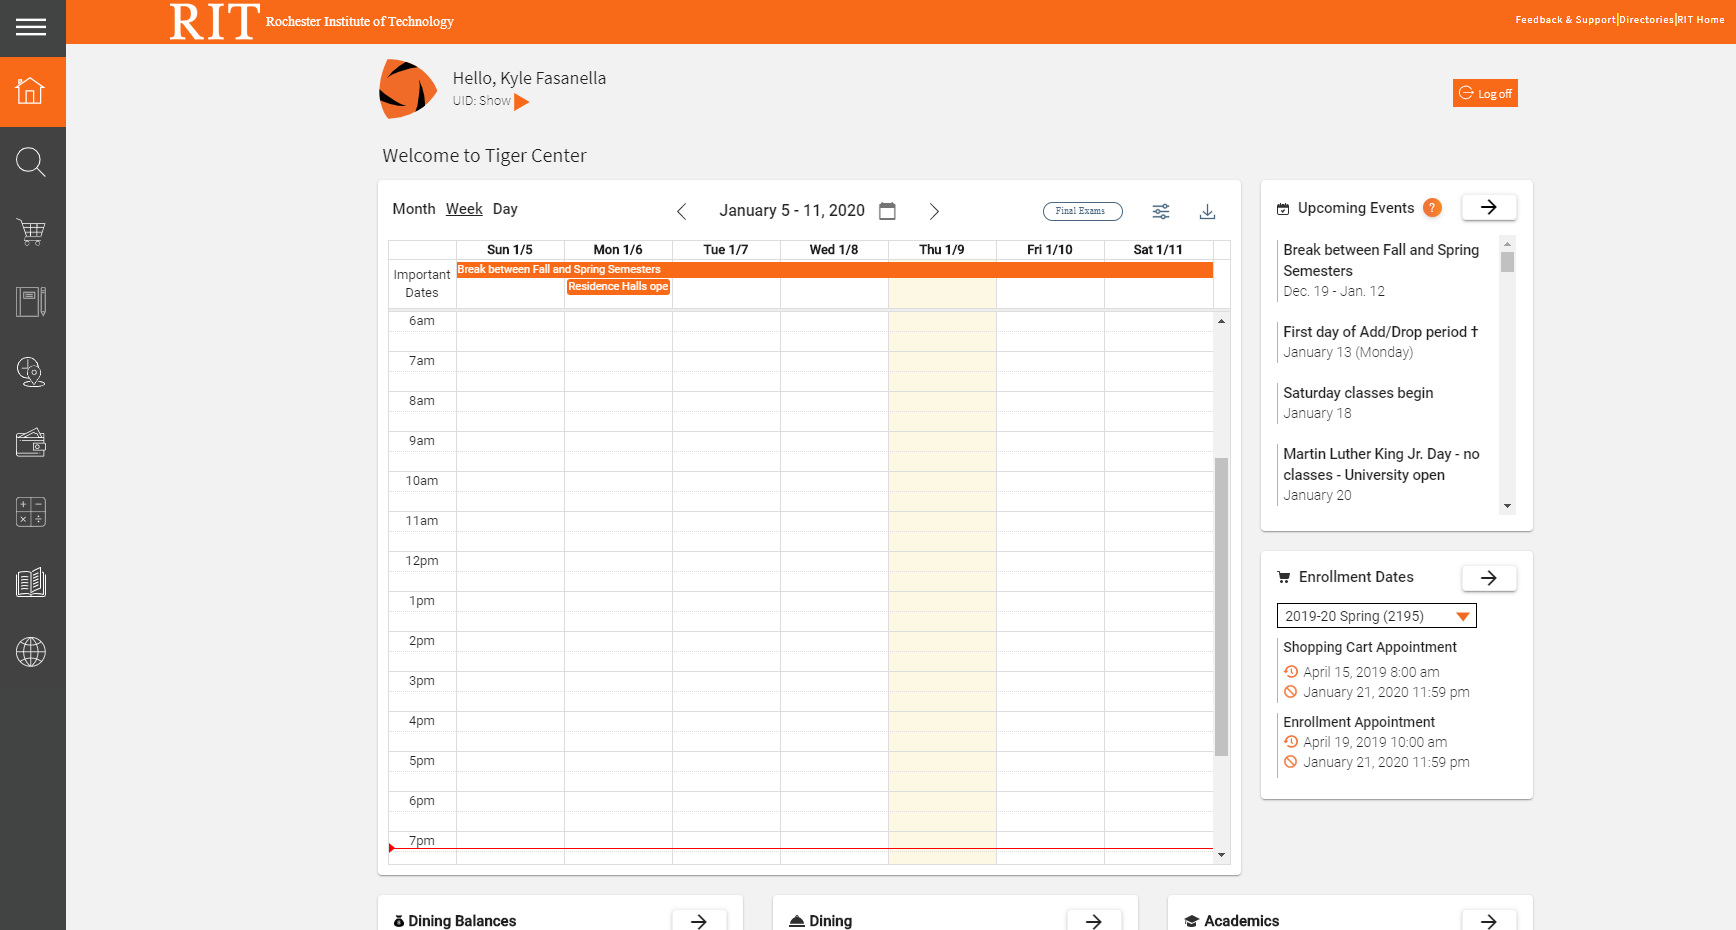 RIT Rochester Institute of Technology
Feedback & Support|Directories|RIT Home
Hello, Kyle Fasanella
UID: Show
Log off
Welcome to Tiger Center
Month Week Day
January 5 - 11, 2020
Final Exams
Sun 1/5 Mon 1/6 Tue 1/7 Wed 1/8 Thu 1/9 Fri 1/10 Sat 1/11
Important Dates
Break between Fall and Spring Semesters
Residence Halls ope
6am
7am
8am
9am
10am
11am
12pm
1pm
2pm
3pm
4pm
5pm
6pm
7pm
Upcoming Events ?
Break between Fall and Spring
Semesters
Dec. 19 - Jan. 12
First day of Add/Drop period †
January 13 (Monday)
Saturday classes begin
January 18
Martin Luther King Jr. Day - no
classes - University open
January 20
Enrollment Dates
2019-20 Spring (2195)
Shopping Cart Appointment
April 15, 2019 8:00 am
January 21, 2020 11:59 pm
Enrollment Appointment
April 19, 2019 10:00 am
January 21, 2020 11:59 pm
Dining Balances
Dining
Academics